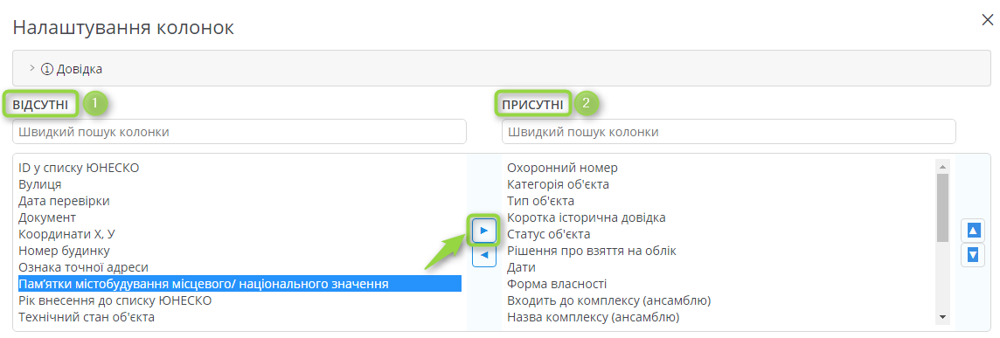 Налаштування колонок
Довідка
ВІДСУТНІ 1
ПРИСУТНІ 2
Швидкий пошук колонки
Швидкий пошук колонки
ID у списку ЮНЕСКО
Вулиця
Дата перевірки
Документ
Координати X, У
Номер будинку
Ознака точної адреси
Пам’ятки містобудування місцевого/ національного значення
Рік внесення до списку ЮНЕСКО
Технічний стан об'єкта
Охоронний номер
Категорія об'єкта
Тип об'єкта
Коротка історична довідка
Статус об'єкта
Рішення про взяття на облік
Дати
Форма власності
Входить до комплексу (ансамблю)
Назва комплексу (ансамблю)